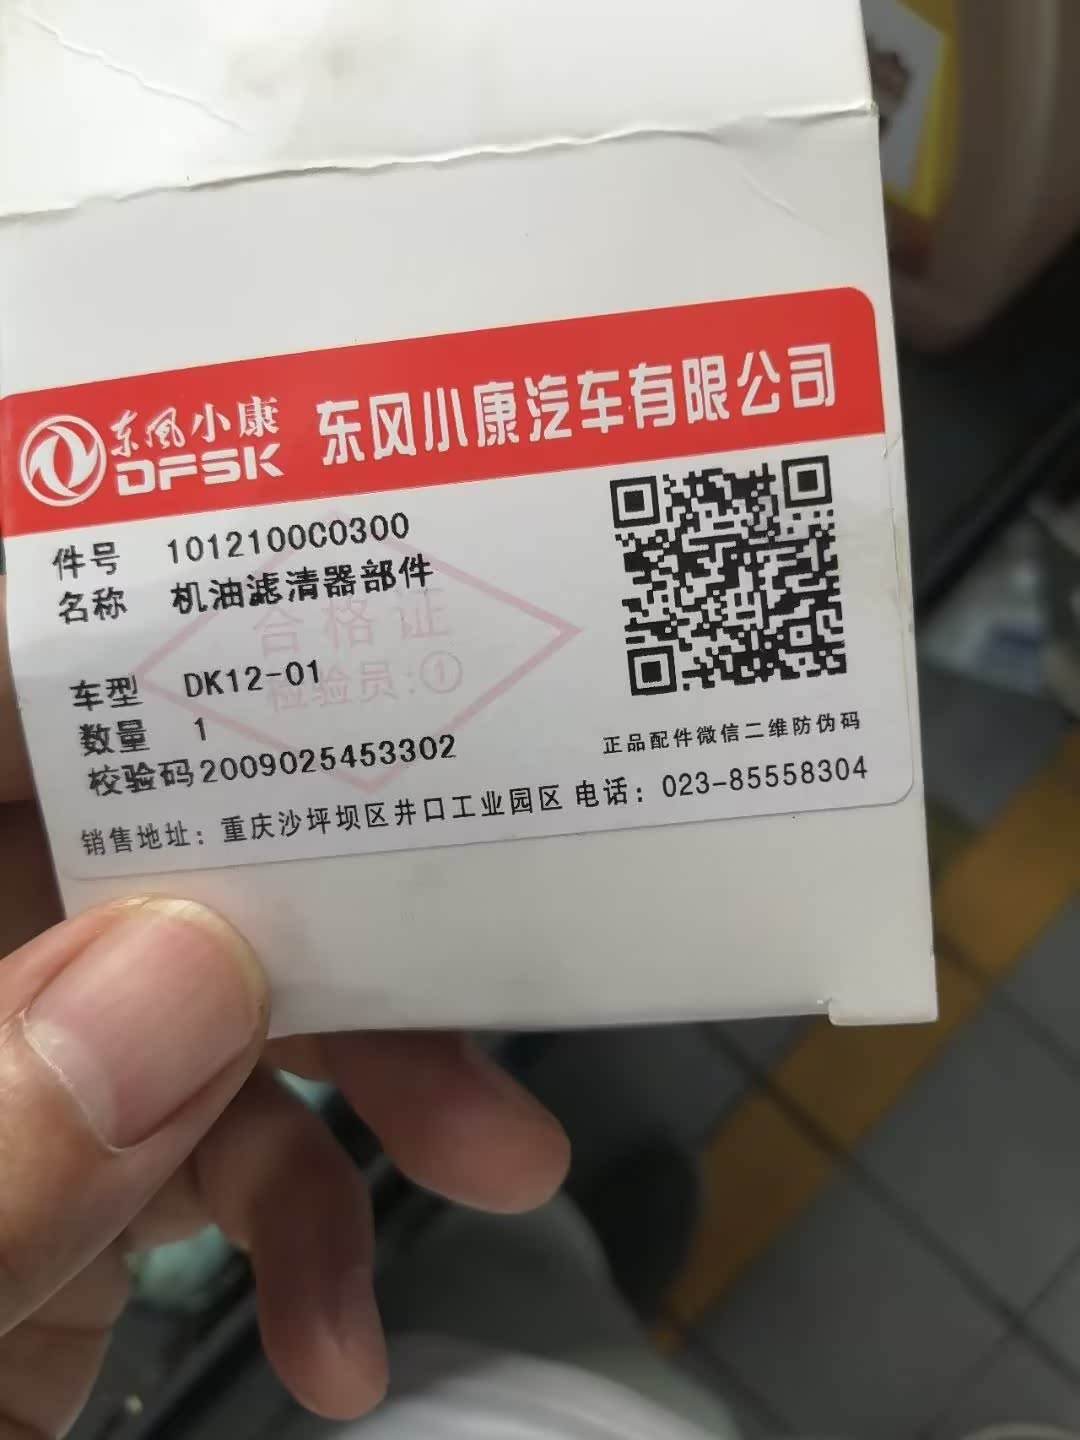 东风小康
DFSK
东风小康汽车有限公司
件号 1012100C0300
名称 机油滤清器部件
合格证
车型 DK12-01
检验员:①
数量 1
校验码2009025453302
正品配件微信二维防伪码
销售地址：重庆沙坪坝区井口工业园区 电话：023-85558304